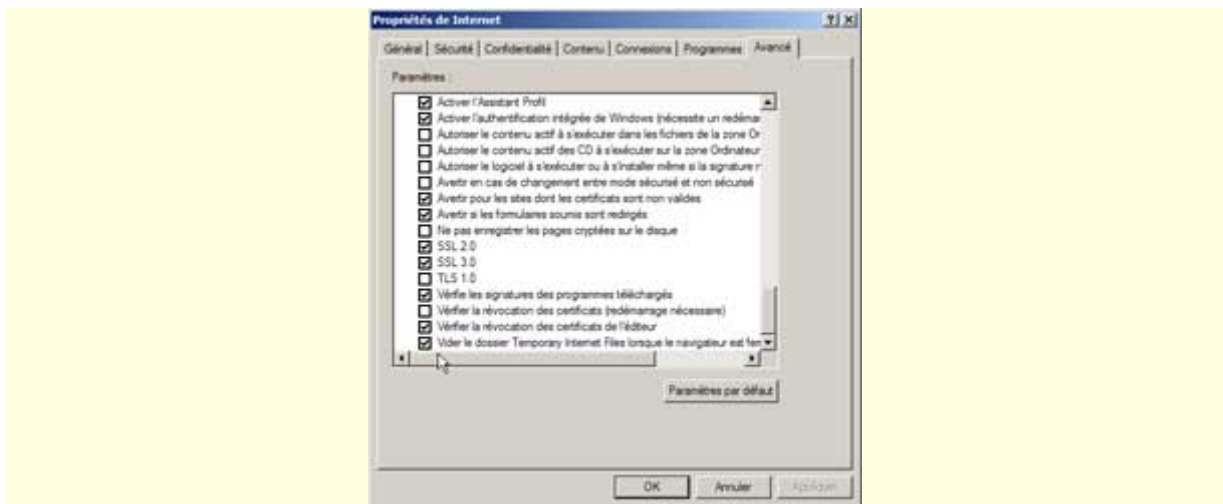 Propriétés de Internet
Général Sécurité Confidentialité Contenu Connexions Programmes Avancé
Paramètres :
Activer l'Assistant Profil
Activer l'authentification intégrée de Windows (nécessite un redémar
Autoriser le contenu actif à s'exécuter dans les fichiers de la zone Or
Autoriser le contenu actif des CD à s'exécuter sur la zone Ordinateur
Autoriser le logiciel à s'exécuter ou à s'installer même si la signature n
Avertir en cas de changement entre mode sécurisé et non sécurisé
Avertir pour les sites dont les certificats sont non valides
Avertir si les formulaires soumis sont redirigés
Ne pas enregistrer les pages cryptées sur le disque
SSL 2.0
SSL 3.0
TLS 1.0
Vérifie les signatures des programmes téléchargés
Vérifier la révocation des certificats (redémarrage nécessaire)
Vérifier la révocation des certificats de l'éditeur
Vider le dossier Temporary Internet Files lorsque le navigateur est fer
Paramètres par défaut
OK Annuler Appliquer